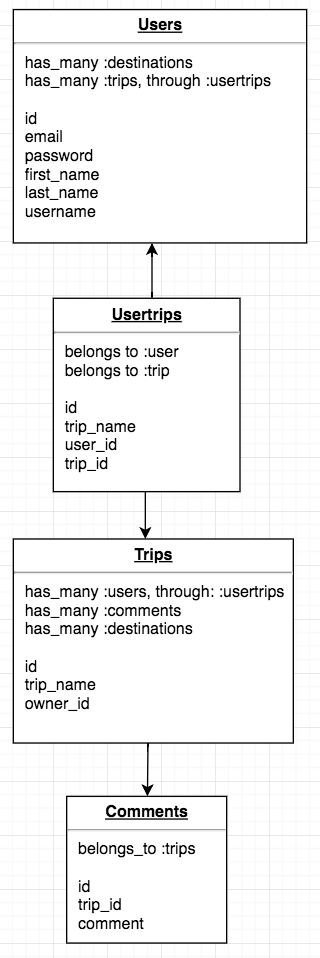 Users
has_many :destinations
has_many :trips, through :usertrips
id
email
password
first_name
last_name
username
Usertrips
belongs to :user
belongs to :trip
id
trip_name
user_id
trip_id
Trips
has_many :users, through: :usertrips
has_many :comments
has_many :destinations
id
trip_name
owner_id
Comments
belongs_to :trips
id
trip_id
comment